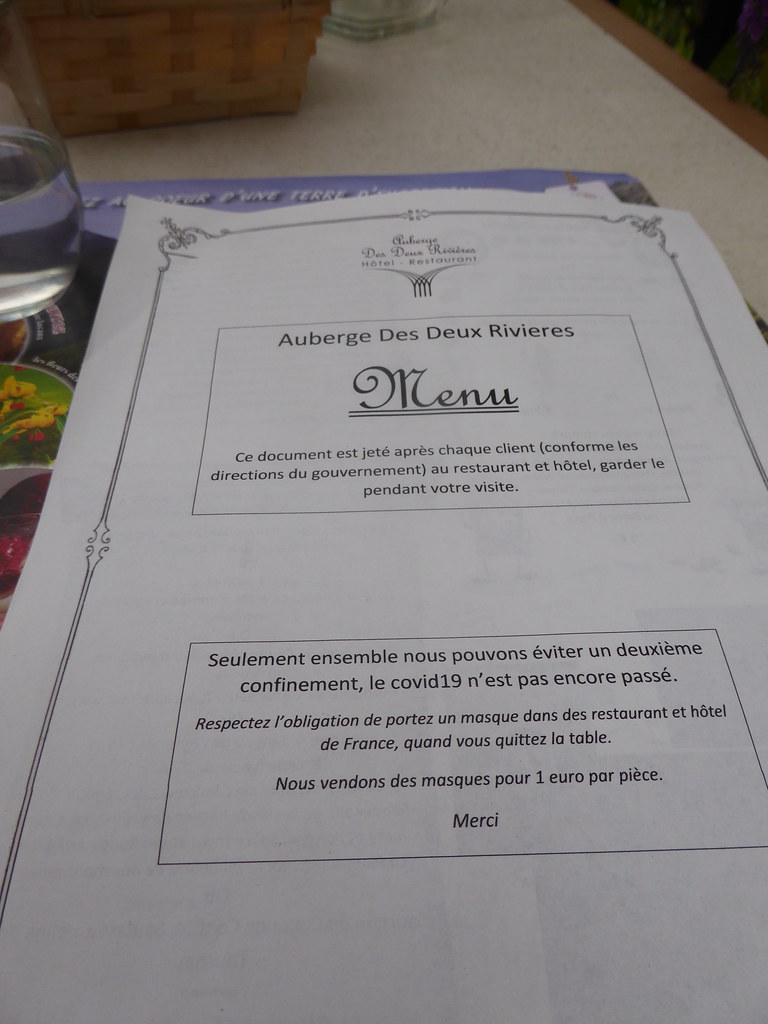 D'UNE TERRE
Auberge
Des Deux Rivières
Hôtel - Restaurant
Auberge Des Deux Rivieres
Menu
Ce document est jeté après chaque client (conforme les
directions du gouvernement) au restaurant et hôtel, garder le
pendant votre visite.
Seulement ensemble nous pouvons éviter un deuxième
confinement, le covid19 n'est pas encore passé.
Respectez l'obligation de portez un masque dans des restaurant et hôtel
de France, quand vous quittez la table.
Nous vendons des masques pour 1 euro par pièce.
Merci